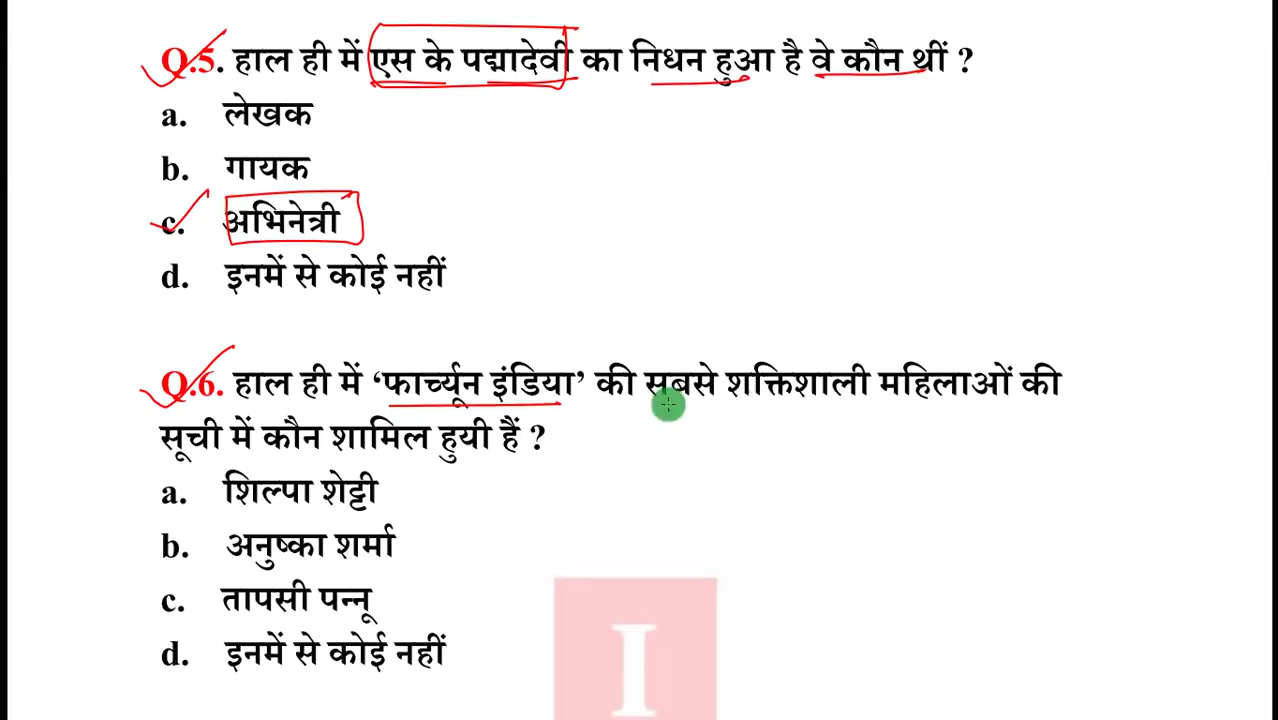 Q.5. हाल ही में एस के पद्मादेवी का निधन हुआ है वे कौन थीं ?
a. लेखक
b. गायक
c. अभिनेत्री
d. इनमें से कोई नहीं
Q.6. हाल ही में ‘फार्च्यून इंडिया’ की सबसे शक्तिशाली महिलाओं की
सूची में कौन शामिल हुयी हैं ?
a. शिल्पा शेट्टी
b. अनुष्का शर्मा
c. तापसी पन्नू
d. इनमें से कोई नहीं
I